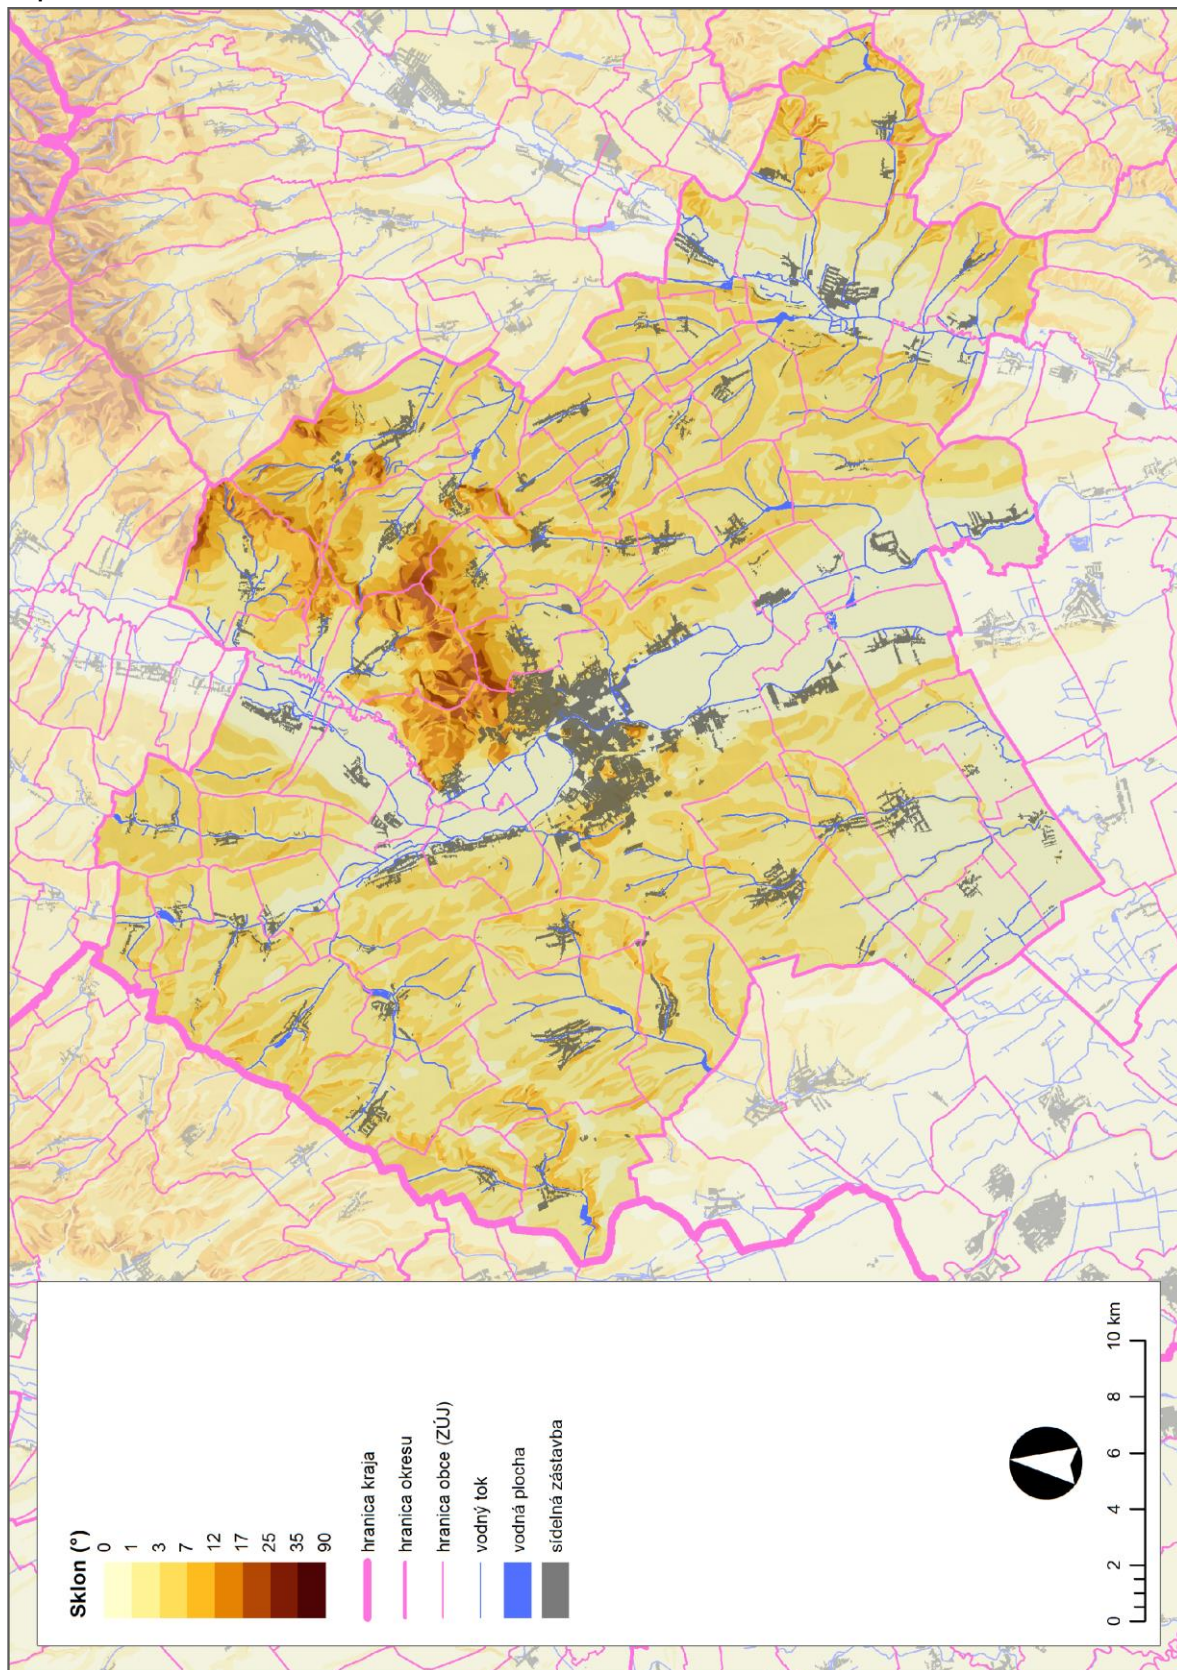 Sklon (°)
0
1
3
7
12
17
25
35
90
hranica kraja
hranica okresu
hranica obce (ZÚJ)
vodný tok
vodná plocha
sídelná zástavba
0 2 4 6 8 10 km